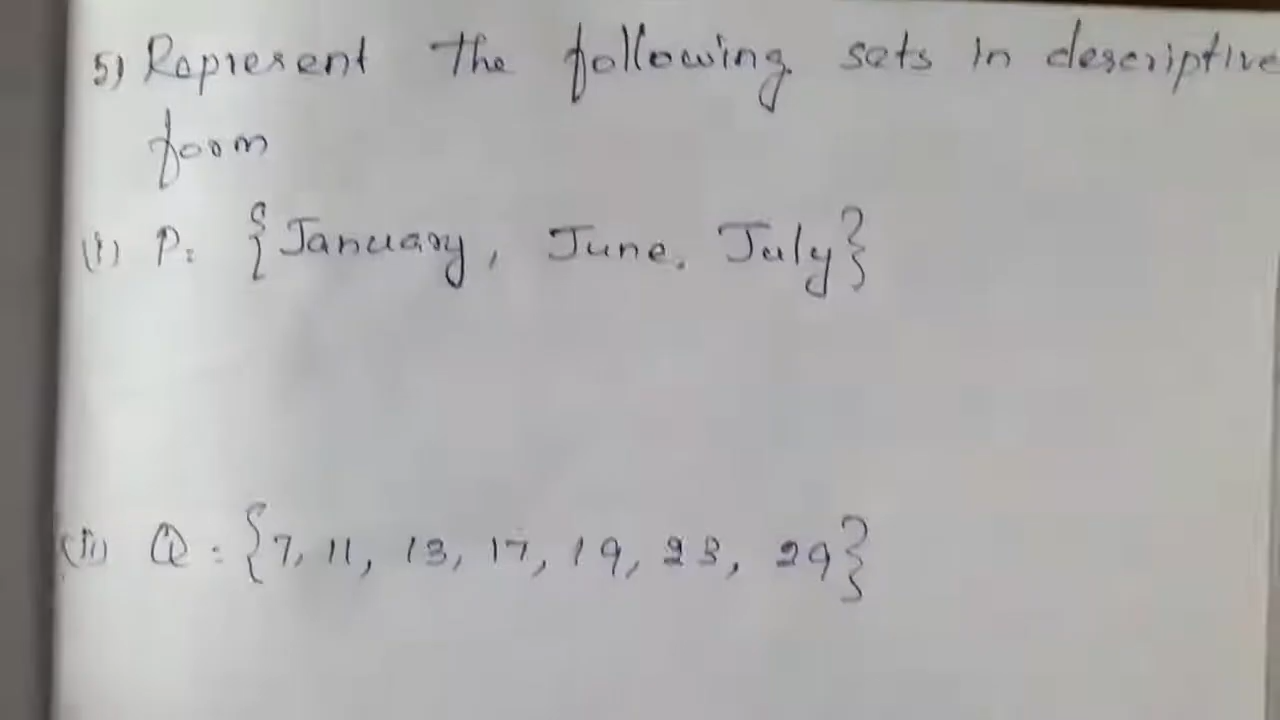 5) Represent the following sets in descriptive
form
(i) P= {January, June, July}
(ii) Q = {7, 11, 13, 17, 19, 23, 29}